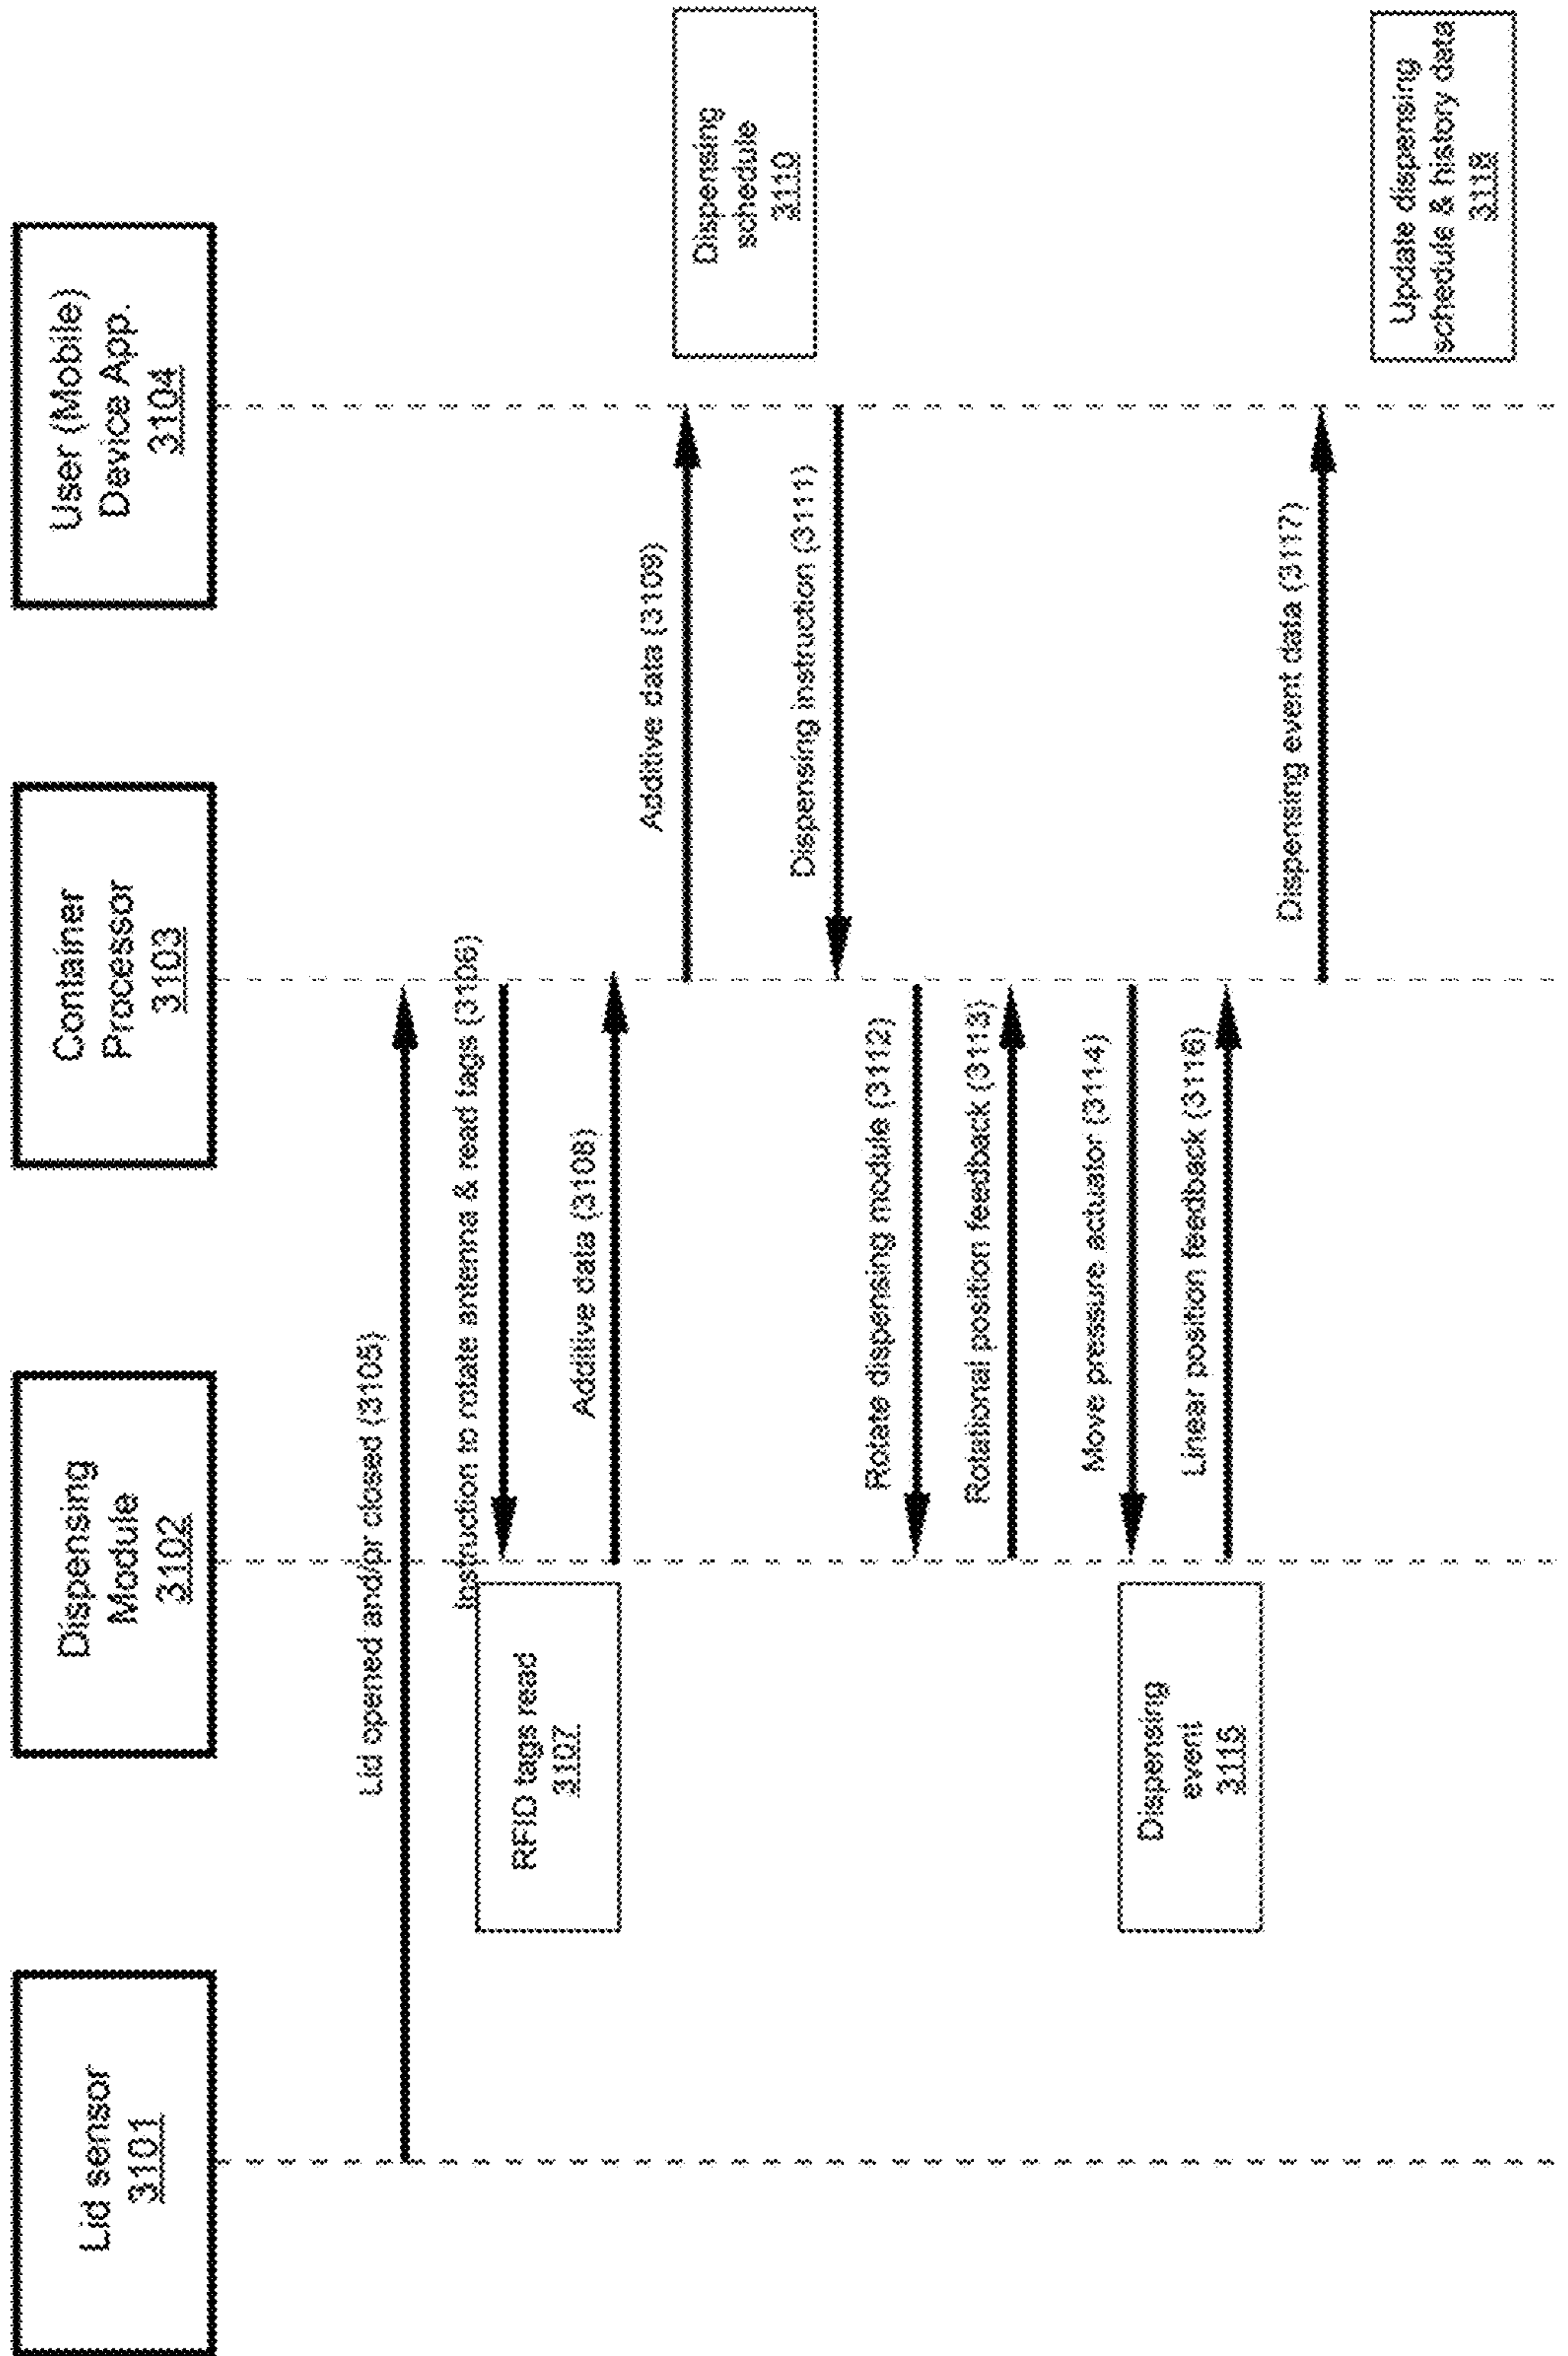 Lid sensor
3101
Dispensing
Module
3102
Container
Processor
3103
User (Mobile)
Device App.
3104
Lid opened and/or closed (3105)
Instruction to rotate antenna & read tags (3106)
RFID tags read
3107
Additive data (3108)
Additive data (3109)
Dispensing
schedule
3110
Dispensing instruction (3111)
Rotate dispensing module (3112)
Rotational position feedback (3113)
Move pressure actuator (3114)
Dispensing
event
3115
Linear position feedback (3116)
Dispensing event data (3117)
Update dispensing
schedule & history data
3118